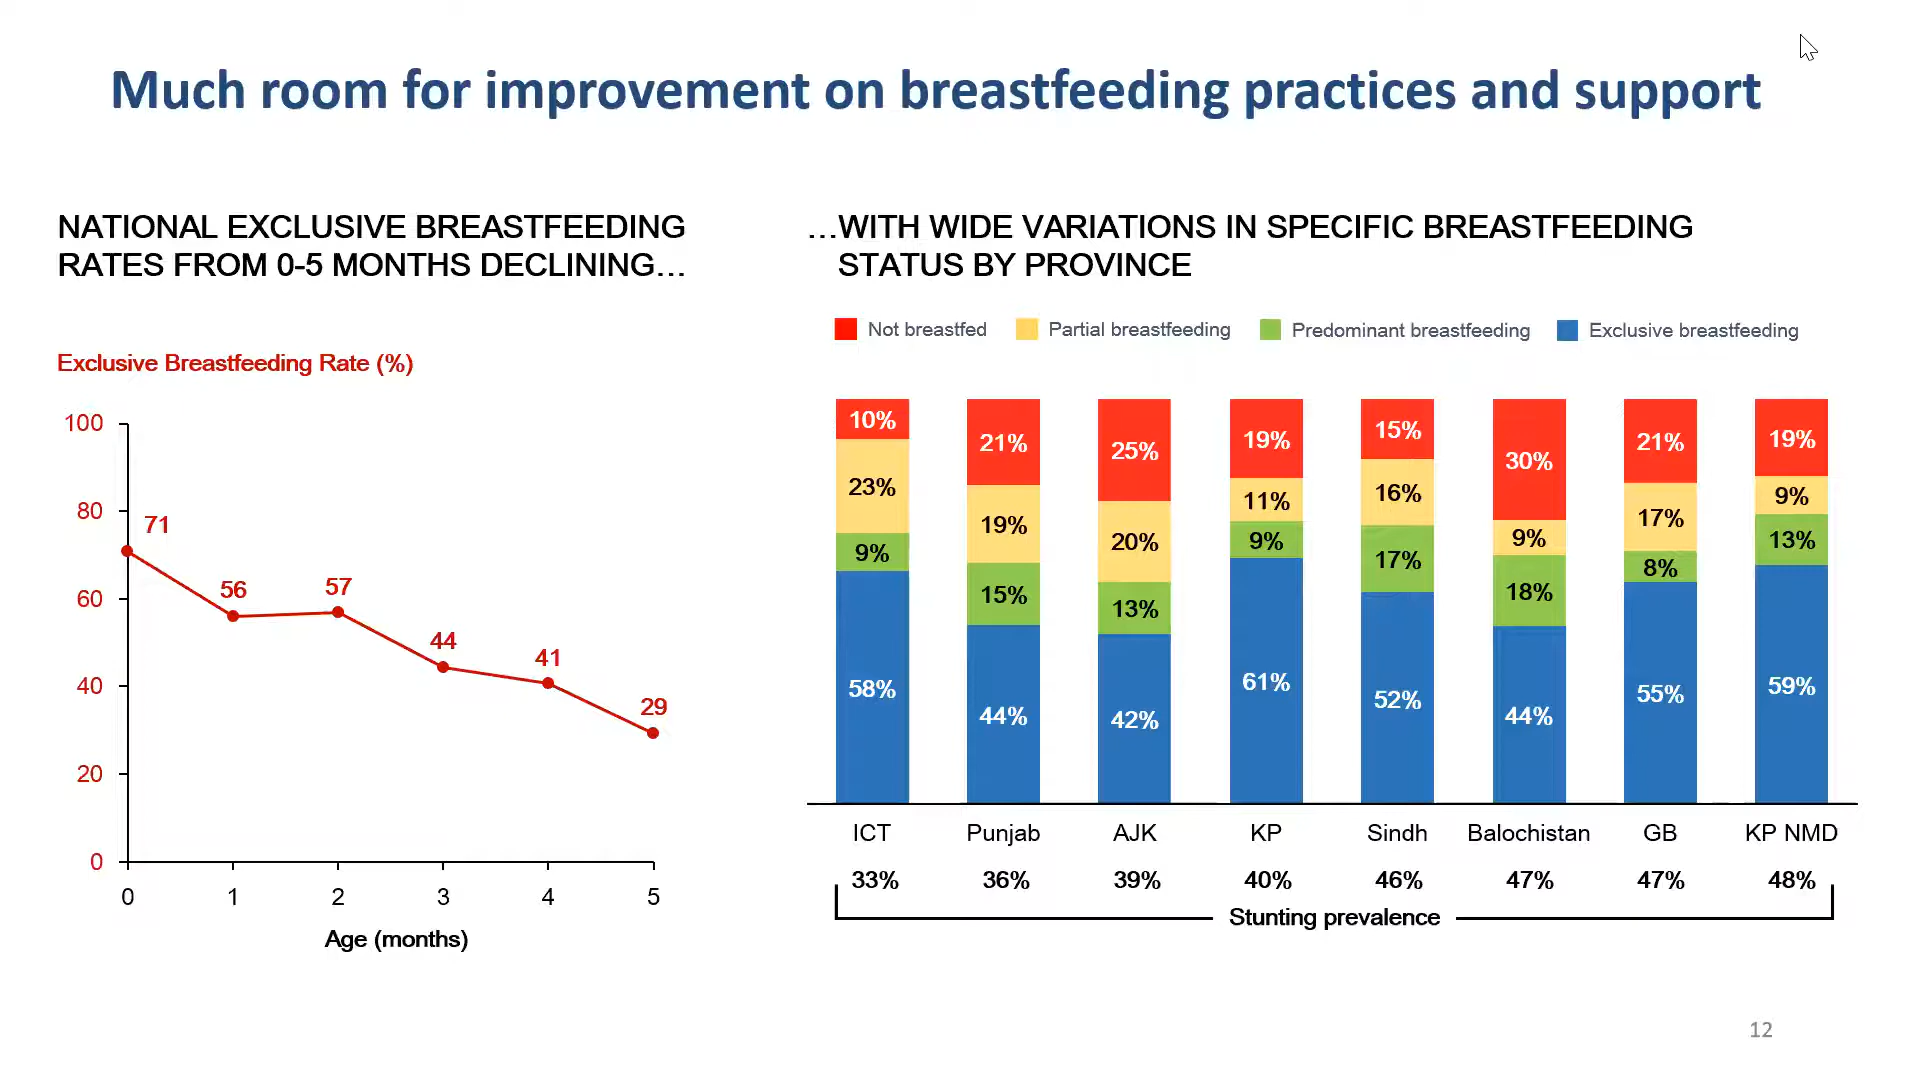 Much room for improvement on breastfeeding practices and support
NATIONAL EXCLUSIVE BREASTFEEDING
RATES FROM 0-5 MONTHS DECLINING…
Exclusive Breastfeeding Rate (%)
100
80
60
40
20
0
71
56
57
44
41
29
0 1 2 3 4 5
Age (months)
…WITH WIDE VARIATIONS IN SPECIFIC BREASTFEEDING
STATUS BY PROVINCE
Not breastfed Partial breastfeeding Predominant breastfeeding Exclusive breastfeeding
10% 21% 25% 19% 15% 30% 21% 19%
23% 19% 20% 11% 16% 9% 17% 9%
9% 15% 13% 9% 17% 18% 8% 13%
58% 44% 42% 61% 52% 44% 55% 59%
ICT Punjab AJK KP Sindh Balochistan GB KP NMD
33% 36% 39% 40% 46% 47% 47% 48%
Stunting prevalence
12